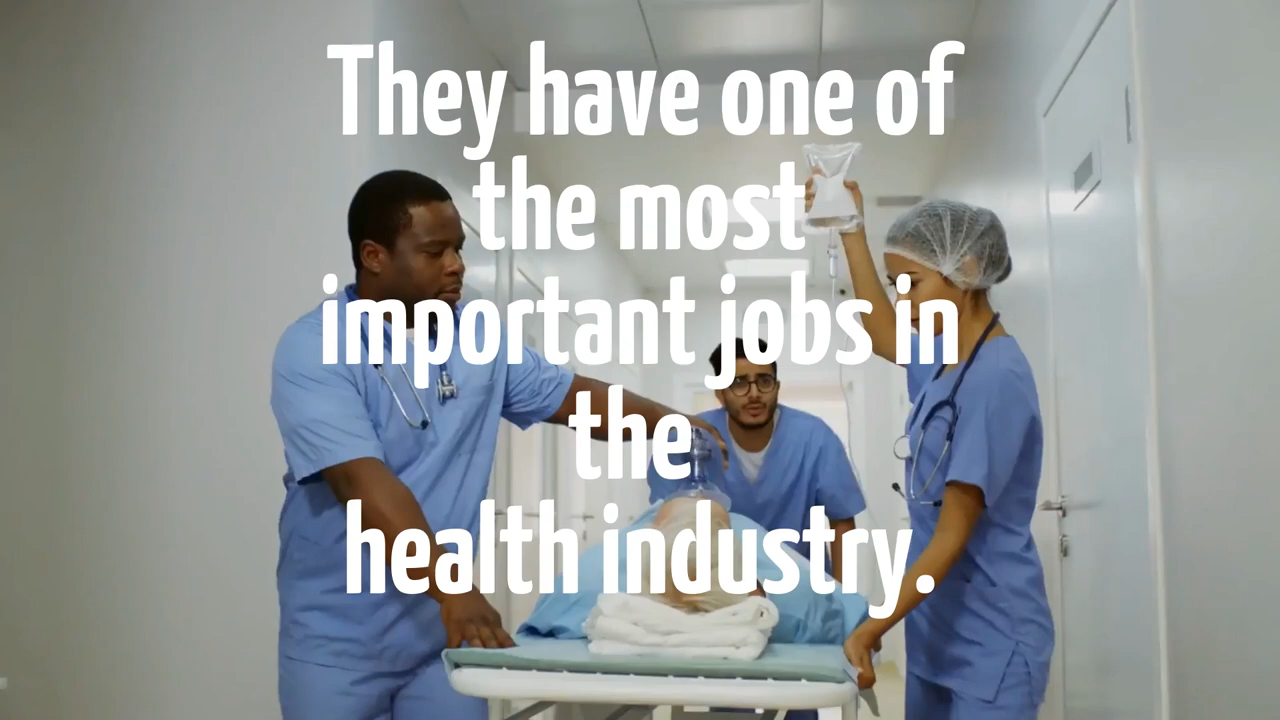 They have one of
the most
important jobs in
the
health industry.